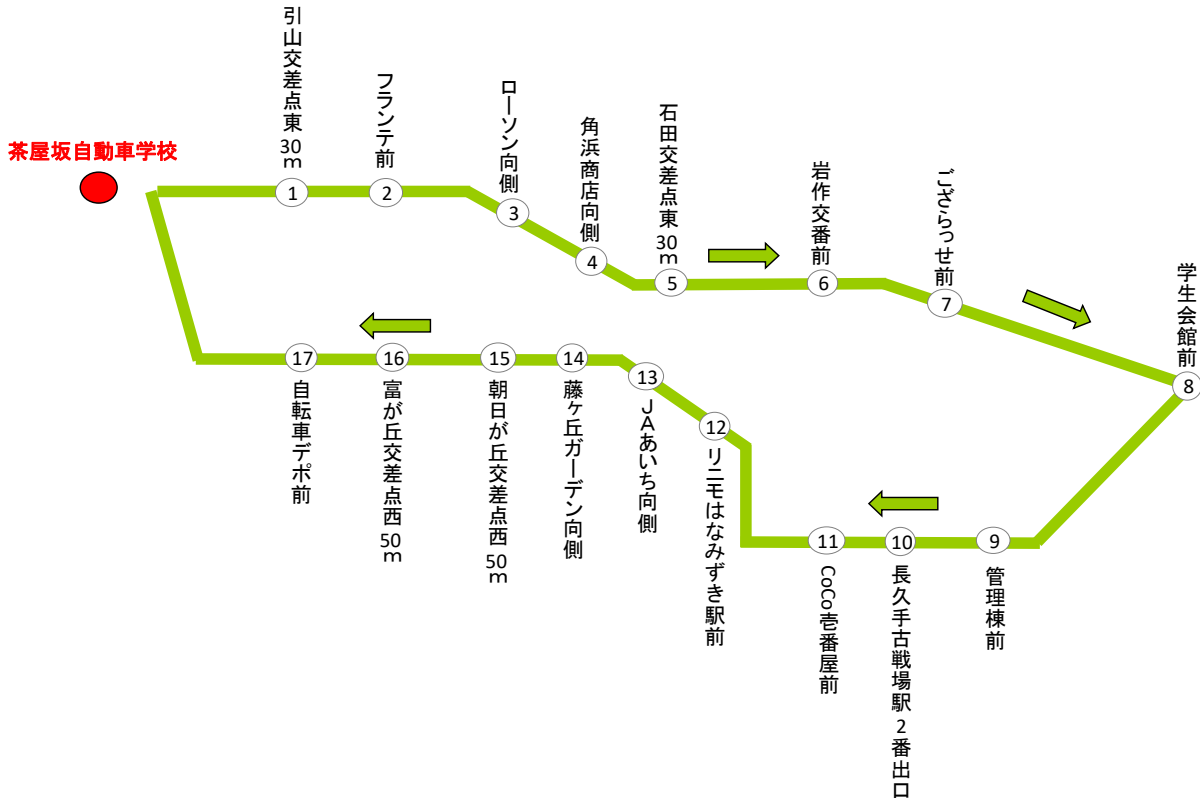 茶屋坂自動車学校
引山交差点東30m
1
フランテ前
2
ローソン向側
3
角浜商店向側
4
石田交差点東30m
5
岩作交番前
6
ござらっせ前
7
学生会館前
8
管理棟前
9
長久手古戦場駅2番出口
10
CoCo壱番屋前
11
リニモはなみずき駅前
12
JAあいち向側
13
藤ヶ丘ガーデン向側
14
朝日が丘交差点西50m
15
富が丘交差点西50m
16
自転車デポ前
17